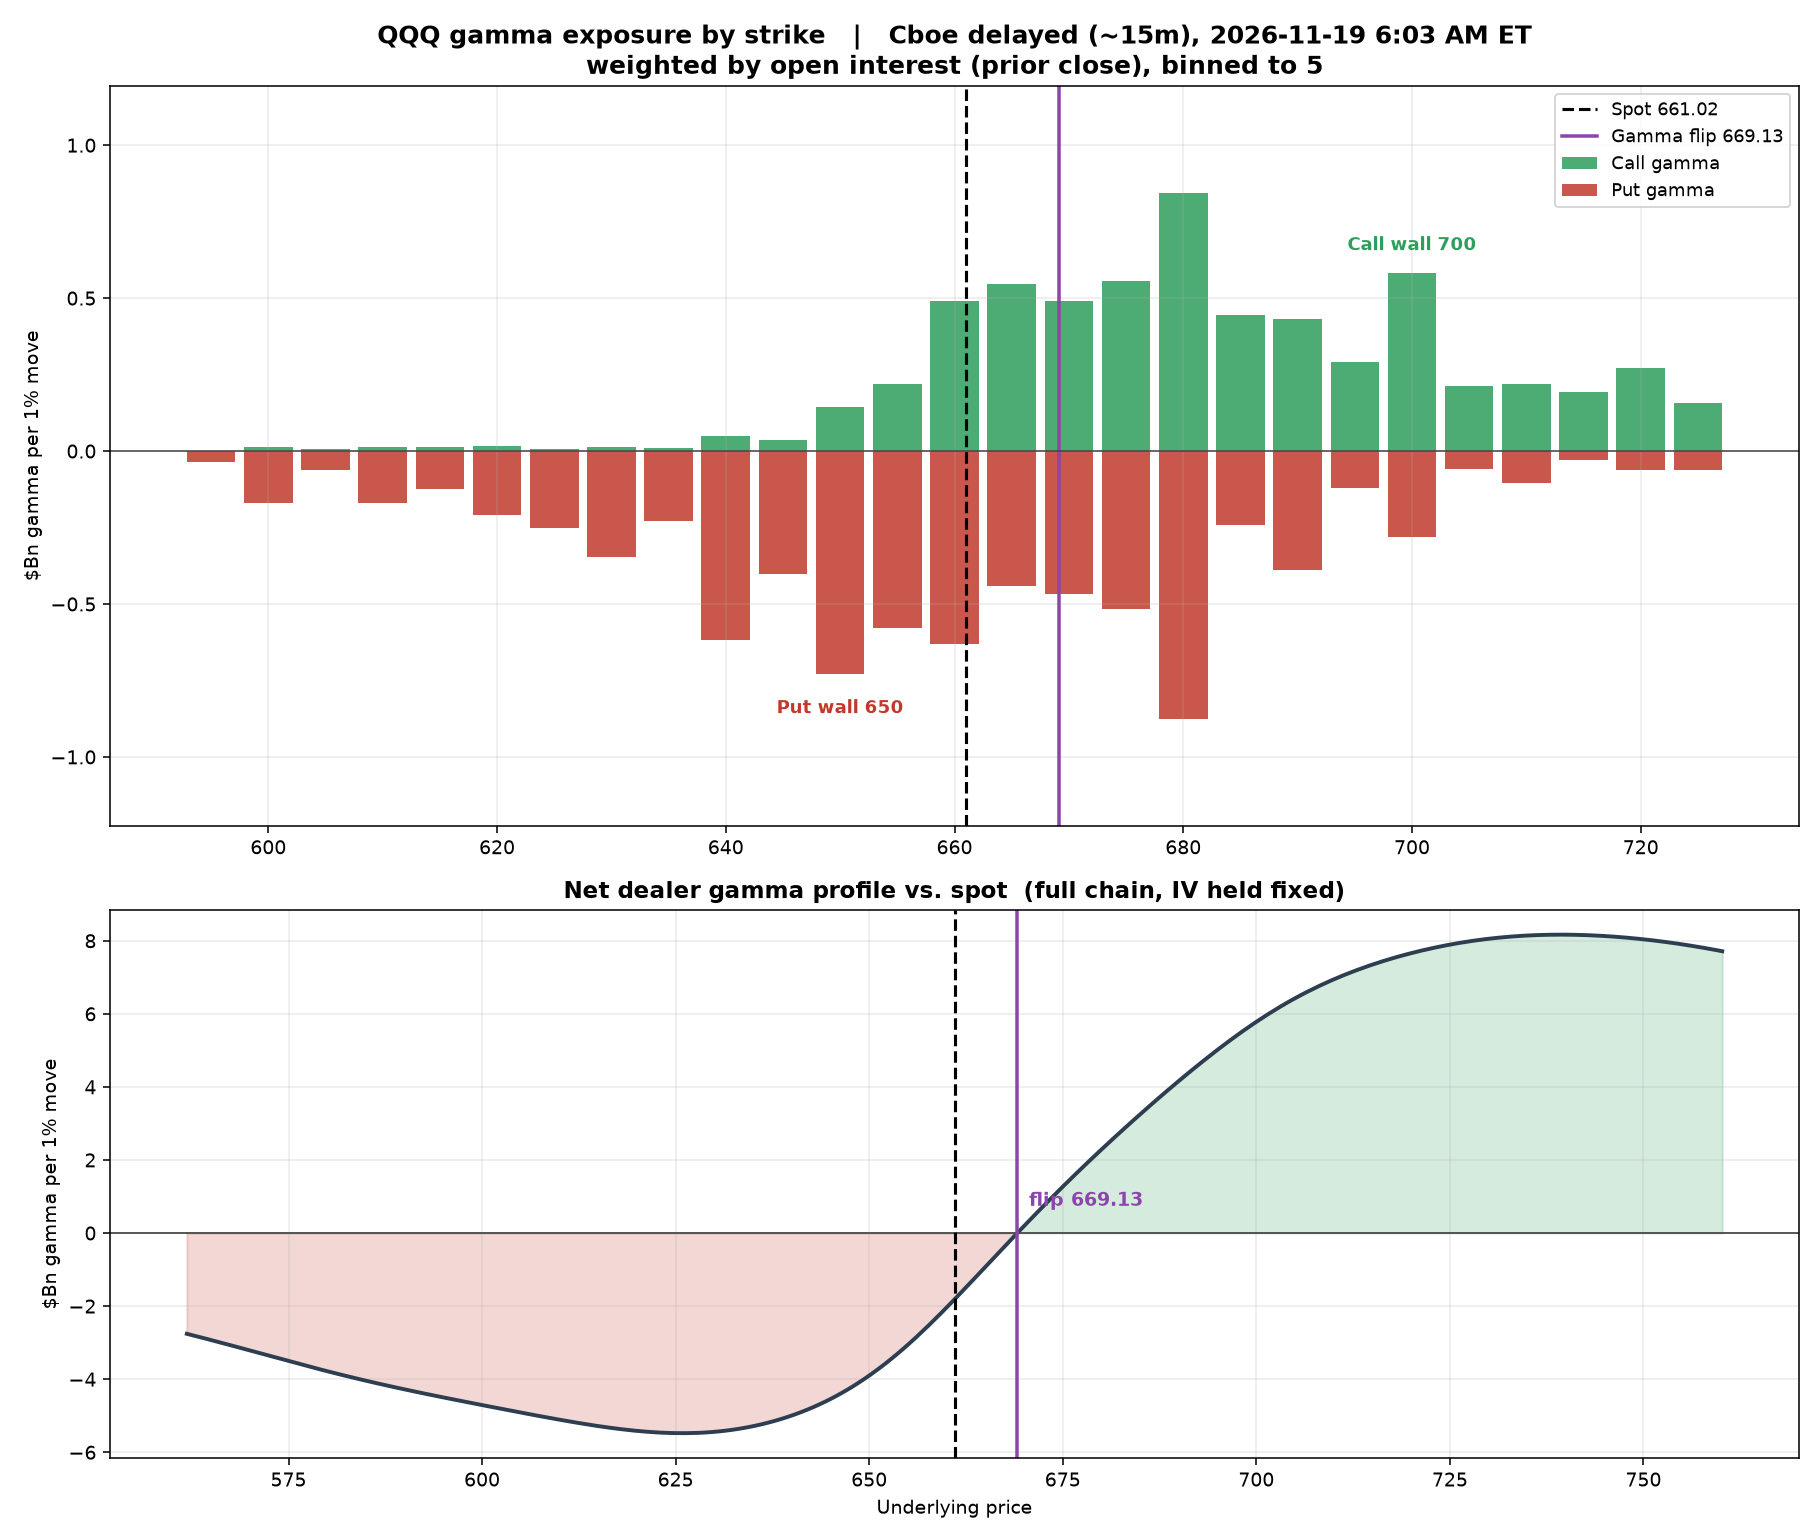 QQQ gamma exposure by strike   |   Cboe delayed (~15m), 2026-11-19 6:03 AM ET
weighted by open interest (prior close), binned to 5
Spot 661.02
Gamma flip 669.13
Call gamma
Put gamma
Call wall 700
Put wall 650
$Bn gamma per 1% move
1.0
0.5
0.0
−0.5
−1.0
600 620 640 660 680 700 720
Net dealer gamma profile vs. spot  (full chain, IV held fixed)
flip 669.13
$Bn gamma per 1% move
8
6
4
2
0
−2
−4
−6
575 600 625 650 675 700 725 750
Underlying price